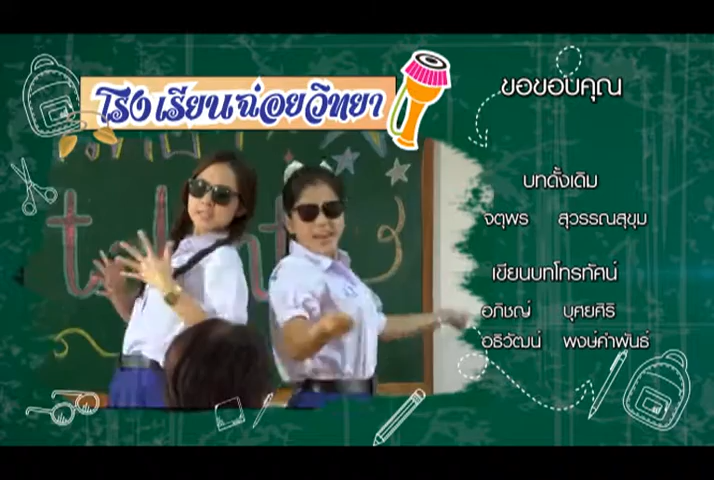 โรงเรียนฉ่อยวิทยา
ขอขอบคุณ
บทดั้งเดิม
จตุพร สุวรรณสุขุม
เขียนบทโทรทัศน์
อภิชญ์ บุศยศิริ
อธิวัฒน์ พงษ์คำพันธ์
talent